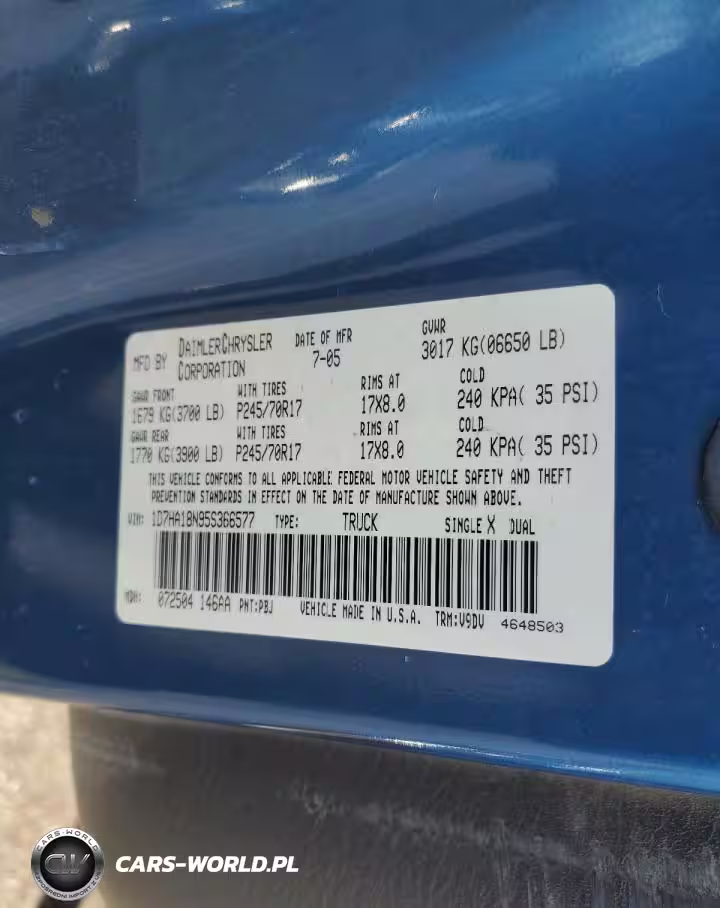 MFD BY DAIMLERCHRYSLER CORPORATION DATE OF MFR 7-05 GVWR 3017 KG(06650 LB)
GAWR FRONT WITH TIRES RIMS AT COLD
1679 KG(3700 LB) P245/70R17 17X8.0 240 KPA( 35 PSI)
GAWR REAR WITH TIRES RIMS AT COLD
1770 KG(3900 LB) P245/70R17 17X8.0 240 KPA( 35 PSI)
THIS VEHICLE CONFORMS TO ALL APPLICABLE FEDERAL MOTOR VEHICLE SAFETY AND THEFT
PREVENTION STANDARDS IN EFFECT ON THE DATE OF MANUFACTURE SHOWN ABOVE.
VIN: 1D7HA18N95S366577 TYPE: TRUCK SINGLE X DUAL
MDH: 072504 146AA PNT:PBJ VEHICLE MADE IN U.S.A. TRM:V9DV 4648503
CARS-WORLD
CW
CARS-WORLD.PL